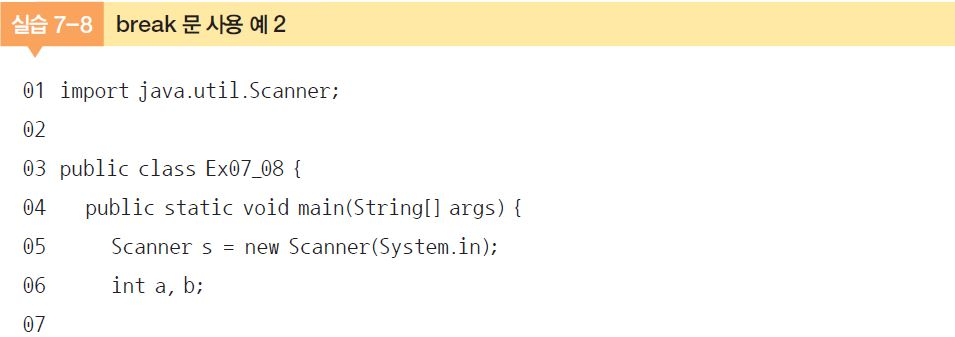 실습 7-8 break 문 사용 예 2
01 import java.util.Scanner;
02
03 public class Ex07_08 {
04 public static void main(String[] args) {
05 Scanner s = new Scanner(System.in);
06 int a, b;
07